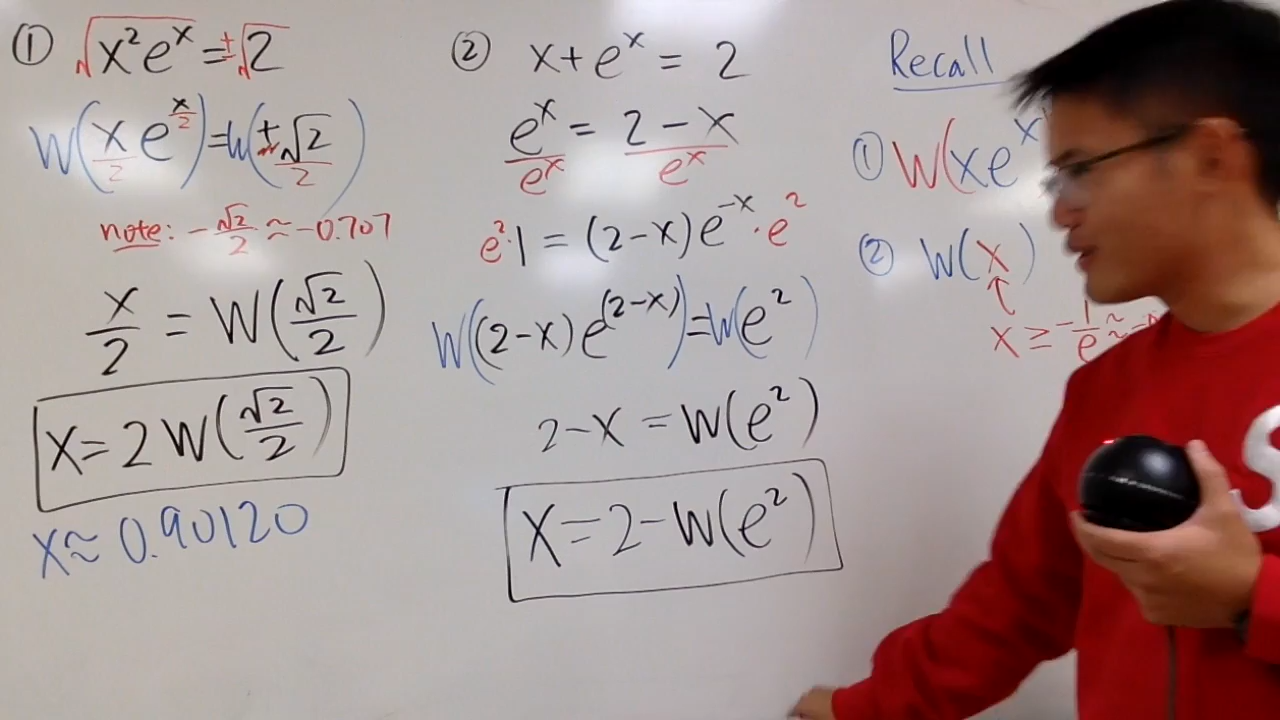 ① √(x²eˣ) = ±√2
W(x/2 e^(x/2)) = W(±√2/2)
note: -√2/2 ≈ -0.707
x/2 = W(√2/2)
x = 2W(√2/2)
x ≈ 0.90120
② x + eˣ = 2
eˣ/eˣ = (2 - x)/eˣ
e²·1 = (2-x)e⁻ˣ·e²
W((2-x)e^(2-x)) = W(e²)
2-x = W(e²)
x = 2 - W(e²)
Recall
① W(xeˣ
② W(x)
↑
x ≥ -1/e ≈
S